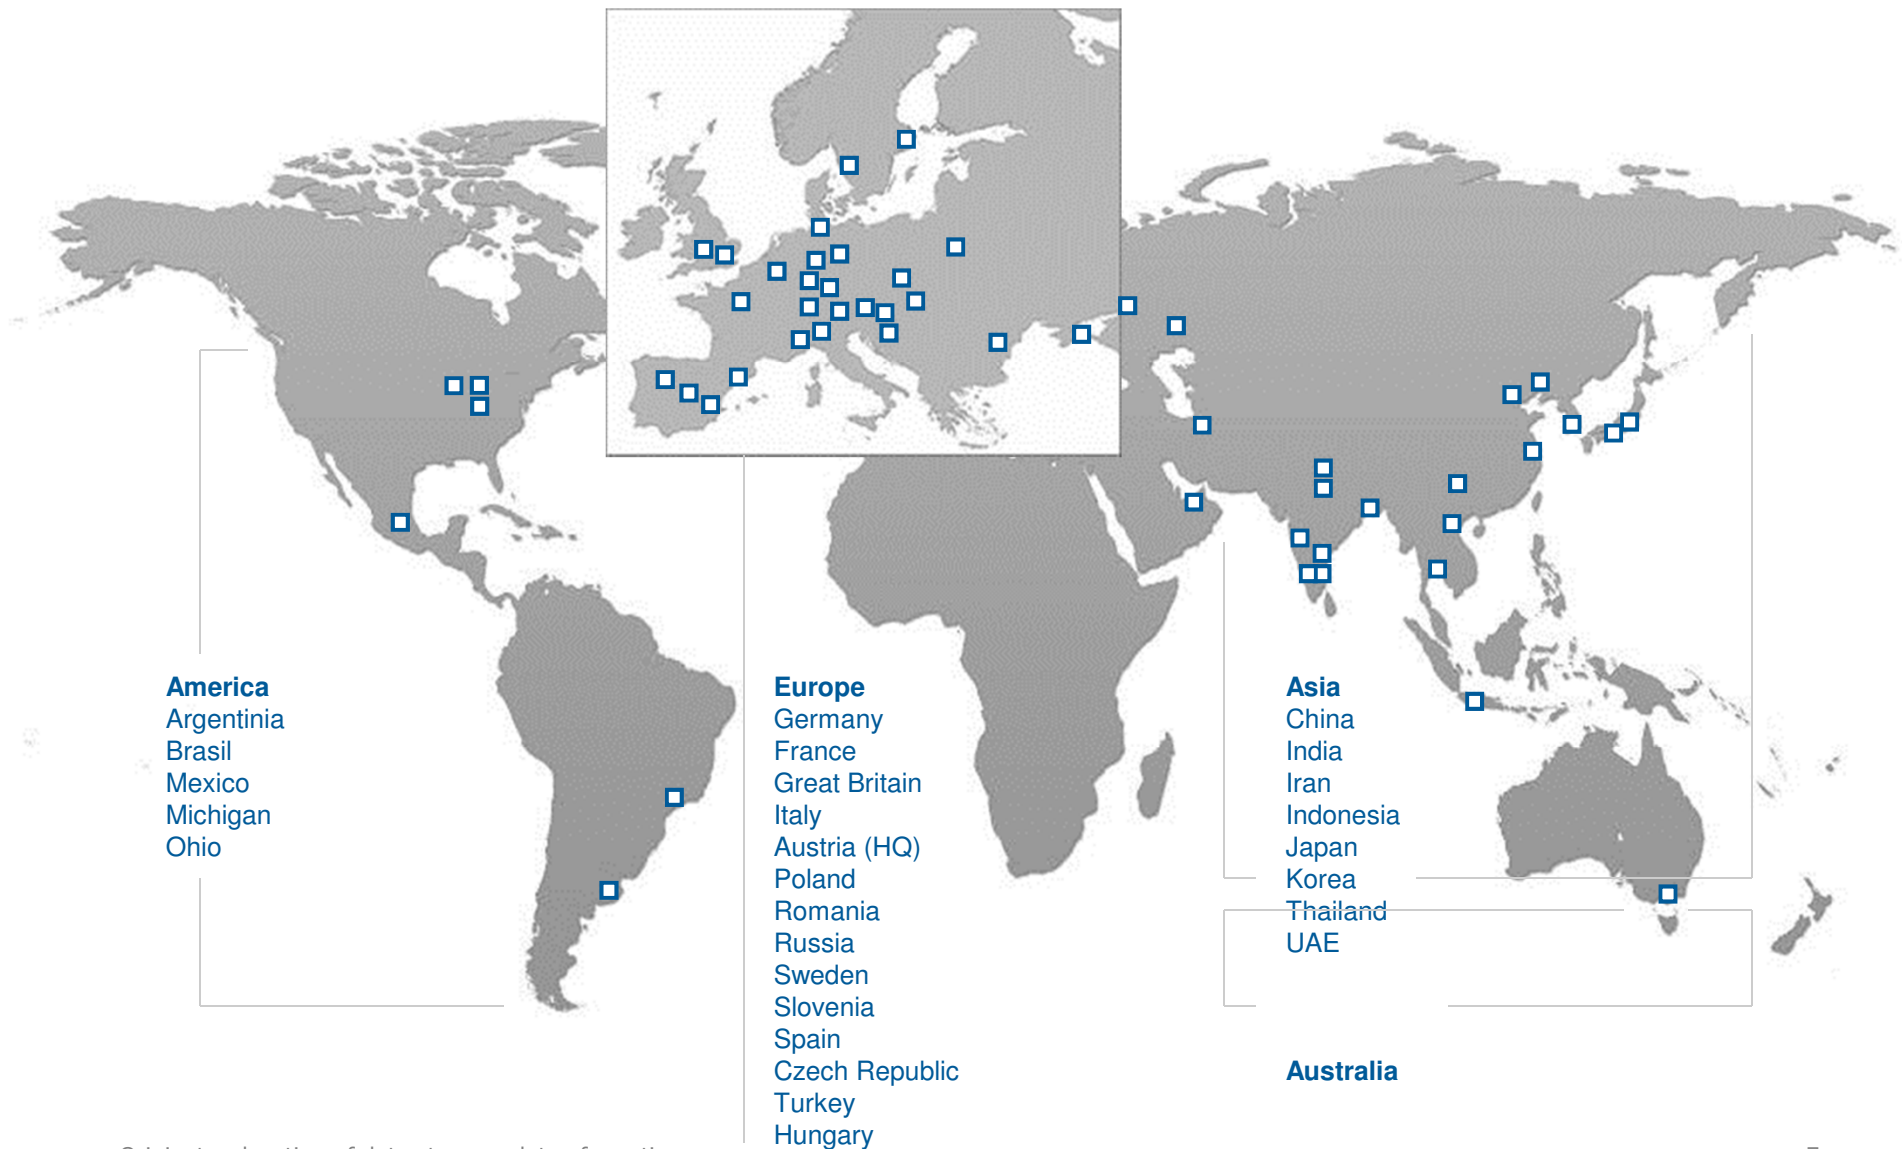 America
Argentinia
Brasil
Mexico
Michigan
Ohio
Europe
Germany
France
Great Britain
Italy
Austria (HQ)
Poland
Romania
Russia
Sweden
Slovenia
Spain
Czech Republic
Turkey
Hungary
Asia
China
India
Iran
Indonesia
Japan
Korea
Thailand
UAE
Australia